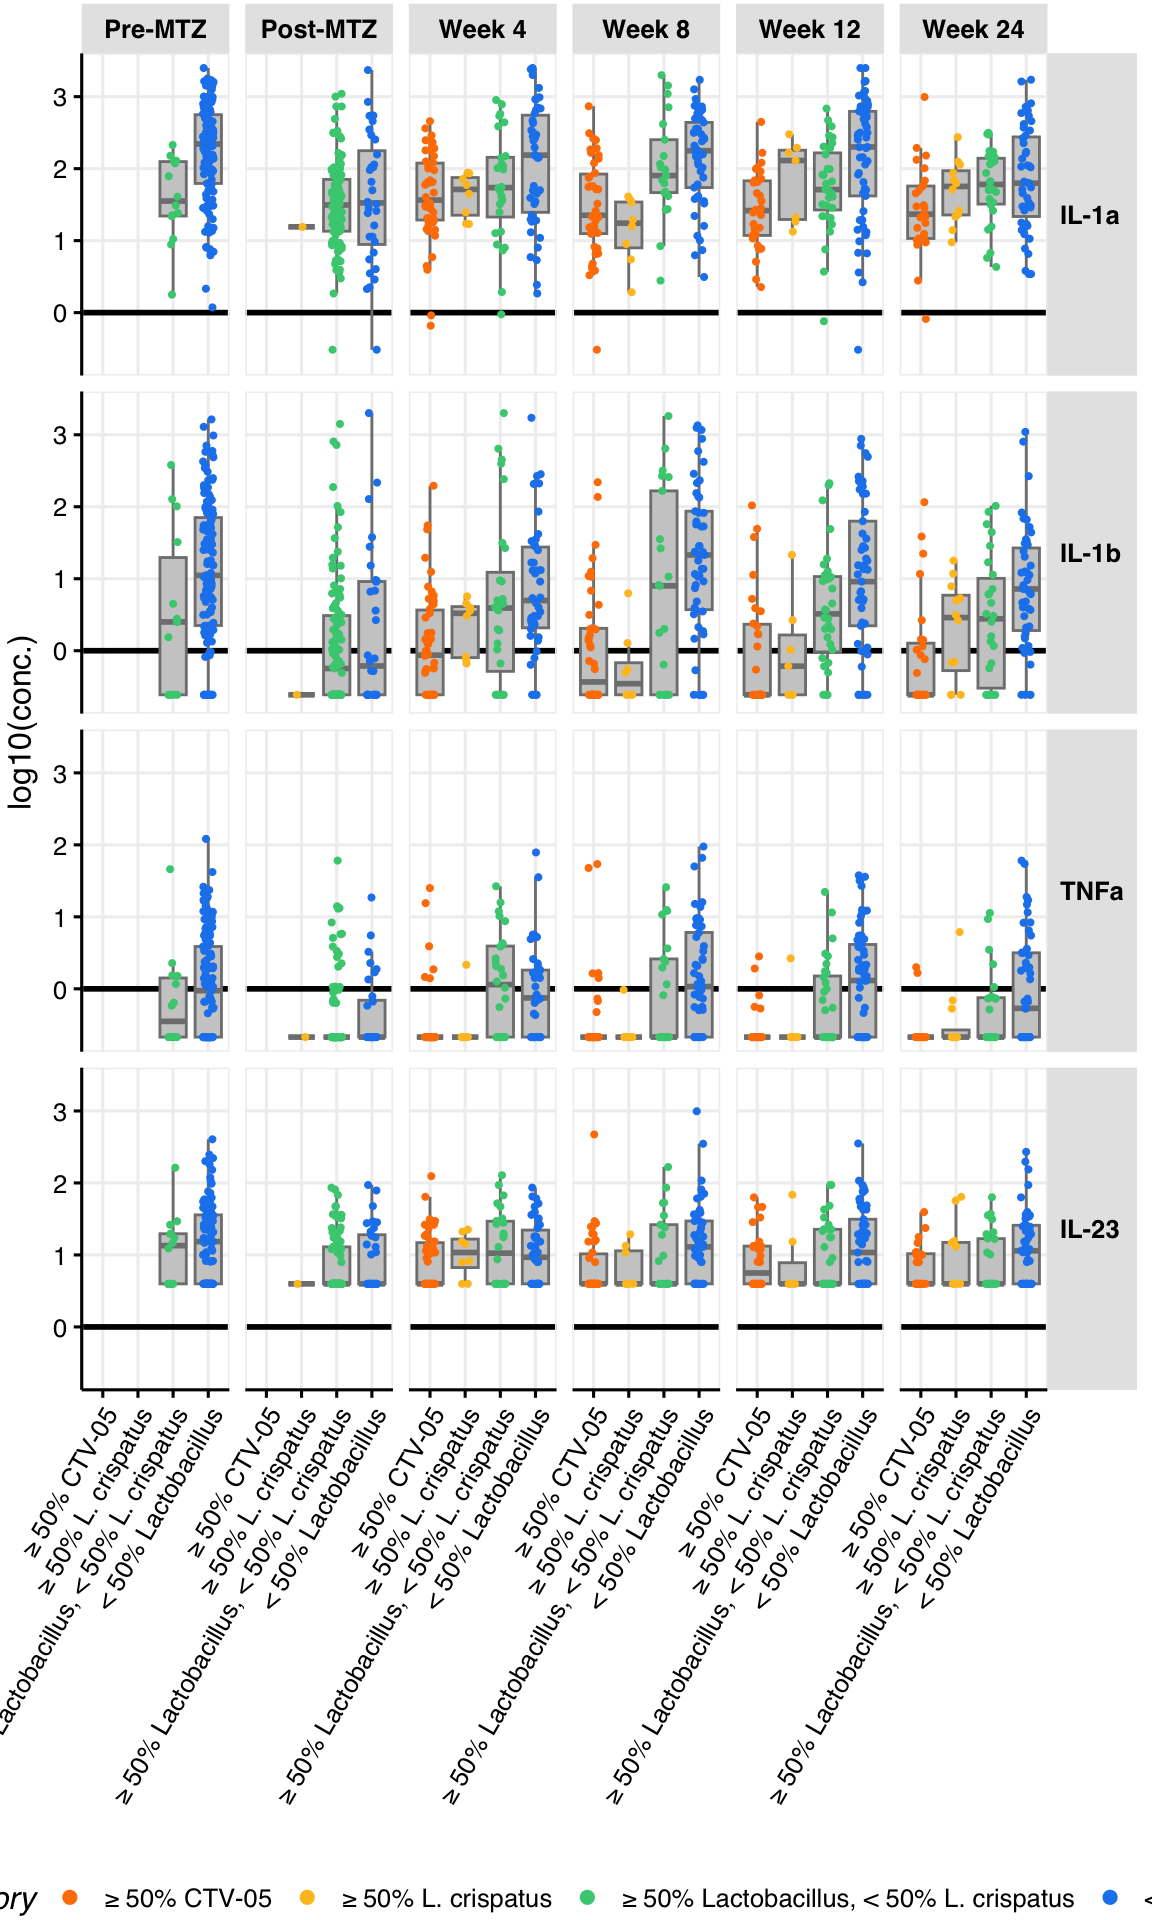 Pre-MTZ Post-MTZ Week 4 Week 8 Week 12 Week 24
3
2
1
0
IL-1a
3
2
1
0
IL-1b
log10(conc.)
3
2
1
0
TNFa
3
2
1
0
IL-23
≥ 50% CTV-05
≥ 50% L. crispatus
Lactobacillus, < 50% L. crispatus
< 50% Lactobacillus
≥ 50% CTV-05
≥ 50% L. crispatus
≥ 50% Lactobacillus, < 50% L. crispatus
< 50% Lactobacillus
≥ 50% CTV-05
≥ 50% L. crispatus
≥ 50% Lactobacillus, < 50% L. crispatus
< 50% Lactobacillus
≥ 50% CTV-05
≥ 50% L. crispatus
≥ 50% Lactobacillus, < 50% L. crispatus
< 50% Lactobacillus
≥ 50% CTV-05
≥ 50% L. crispatus
≥ 50% Lactobacillus, < 50% L. crispatus
< 50% Lactobacillus
≥ 50% CTV-05
≥ 50% L. crispatus
≥ 50% Lactobacillus, < 50% L. crispatus
< 50% Lactobacillus
ory ≥ 50% CTV-05 ≥ 50% L. crispatus ≥ 50% Lactobacillus, < 50% L. crispatus <